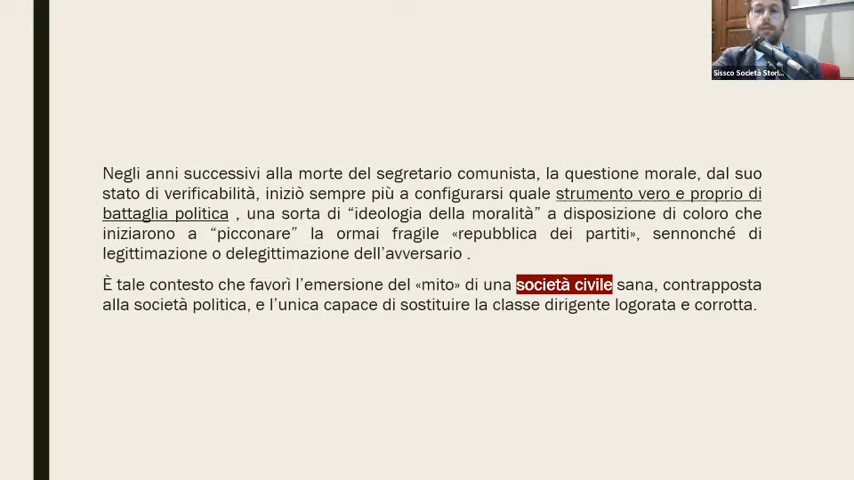 Sissco Società Stori...
Negli anni successivi alla morte del segretario comunista, la questione morale, dal suo
stato di verificabilità, iniziò sempre più a configurarsi quale strumento vero e proprio di
battaglia politica , una sorta di “ideologia della moralità” a disposizione di coloro che
iniziarono a “picconare” la ormai fragile «repubblica dei partiti», sennonché di
legittimazione o delegittimazione dell’avversario .
È tale contesto che favorì l’emersione del «mito» di una società civile sana, contrapposta
alla società politica, e l’unica capace di sostituire la classe dirigente logorata e corrotta.